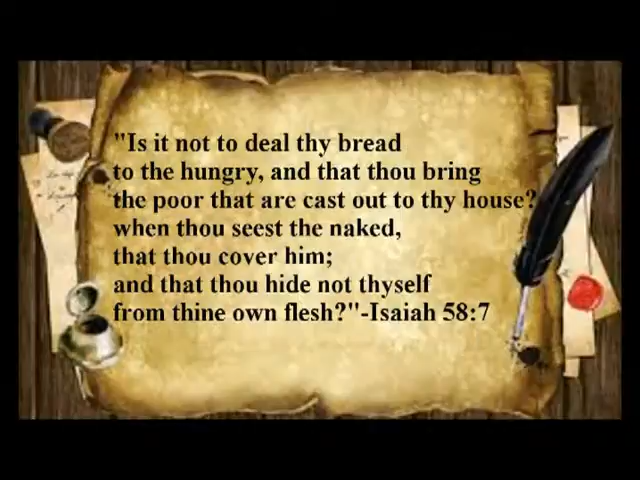 "Is it not to deal thy bread
to the hungry, and that thou bring
the poor that are cast out to thy house?
when thou seest the naked,
that thou cover him;
and that thou hide not thyself
from thine own flesh?"-Isaiah 58:7